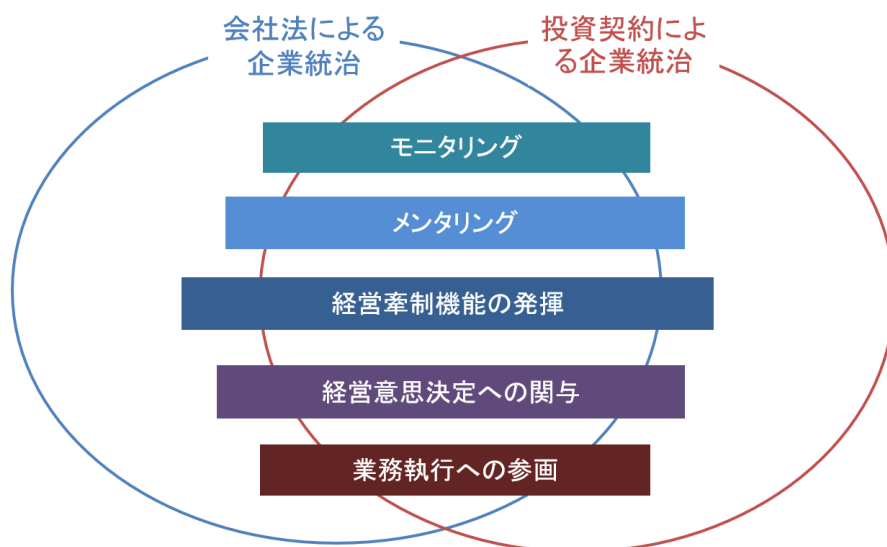 会社法による
企業統治
投資契約によ
る企業統治
モニタリング
メンタリング
経営牽制機能の発揮
経営意思決定への関与
業務執行への参画